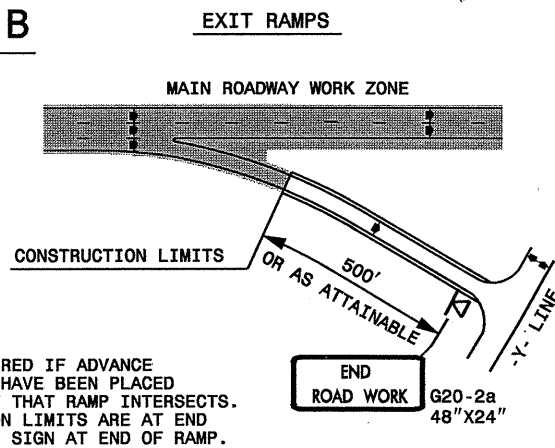 B
EXIT RAMPS
MAIN ROADWAY WORK ZONE
CONSTRUCTION LIMITS
500'
OR AS ATTAINABLE
-Y- LINE
END
ROAD WORK
G20-2a
48"X24"
RED IF ADVANCE
HAVE BEEN PLACED
THAT RAMP INTERSECTS.
N LIMITS ARE AT END
SIGN AT END OF RAMP.